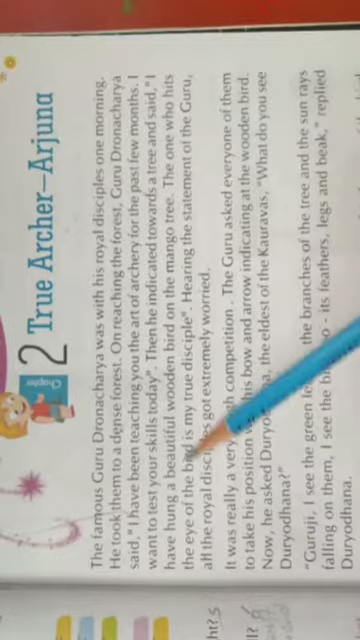 Chapter
2 True Archer–Arjuna
The famous Guru Dronacharya was with his royal disciples one morning.
He took them to a dense forest. On reaching the forest, Guru Dronacharya
said," I have been teaching you the art of archery for the past few months. I
want to test your skills today". Then he indicated towards a tree and said," I
have hung a beautiful wooden bird on the mango tree. The one who hits
the eye of the bird is my true disciple". Hearing the statement of the Guru,
all the royal disciples got extremely worried.
It was really a very competition . The Guru asked everyone of them
to take his position his bow and arrow indicating at the wooden bird.
Now, he asked the eldest of the Kauravas, "What do you see
Duryodhana?"
"Guruji, I see the green the branches of the tree and the sun rays
falling on them, I see the - its feathers, legs and beak," replied
Duryodhana.